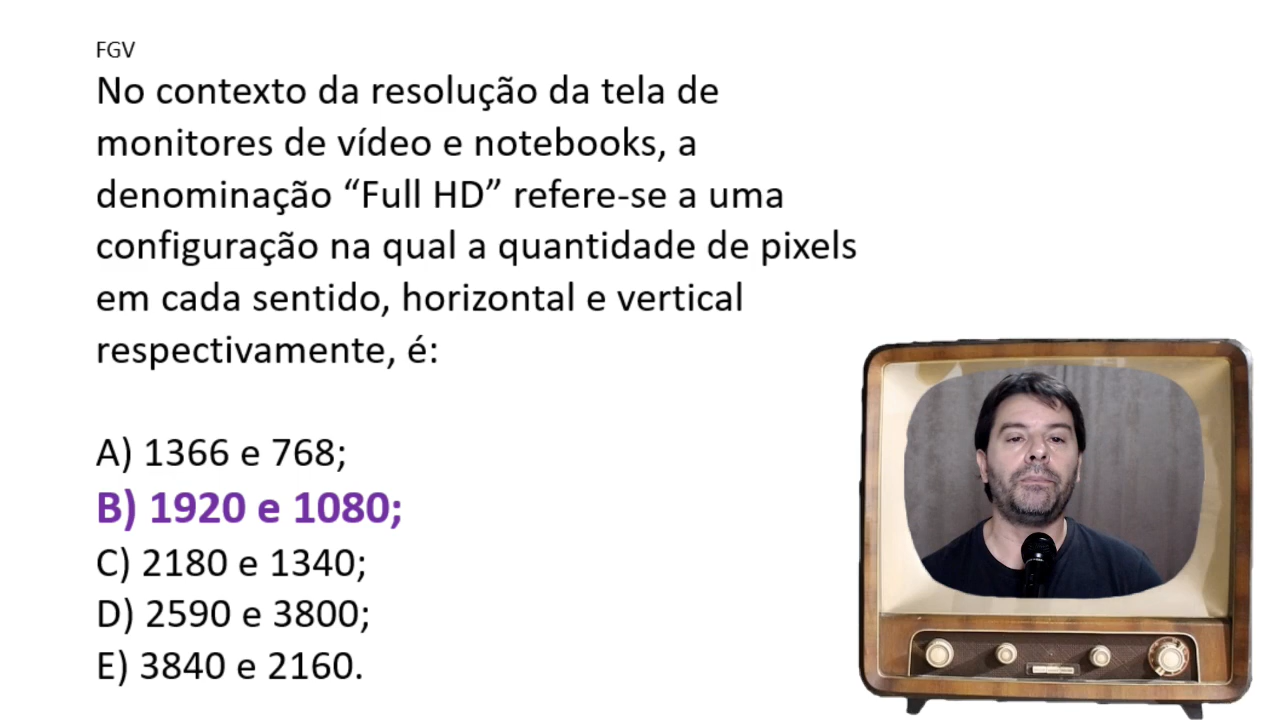 FGV
No contexto da resolução da tela de
monitores de vídeo e notebooks, a
denominação “Full HD” refere-se a uma
configuração na qual a quantidade de pixels
em cada sentido, horizontal e vertical
respectivamente, é:
A) 1366 e 768;
B) 1920 e 1080;
C) 2180 e 1340;
D) 2590 e 3800;
E) 3840 e 2160.